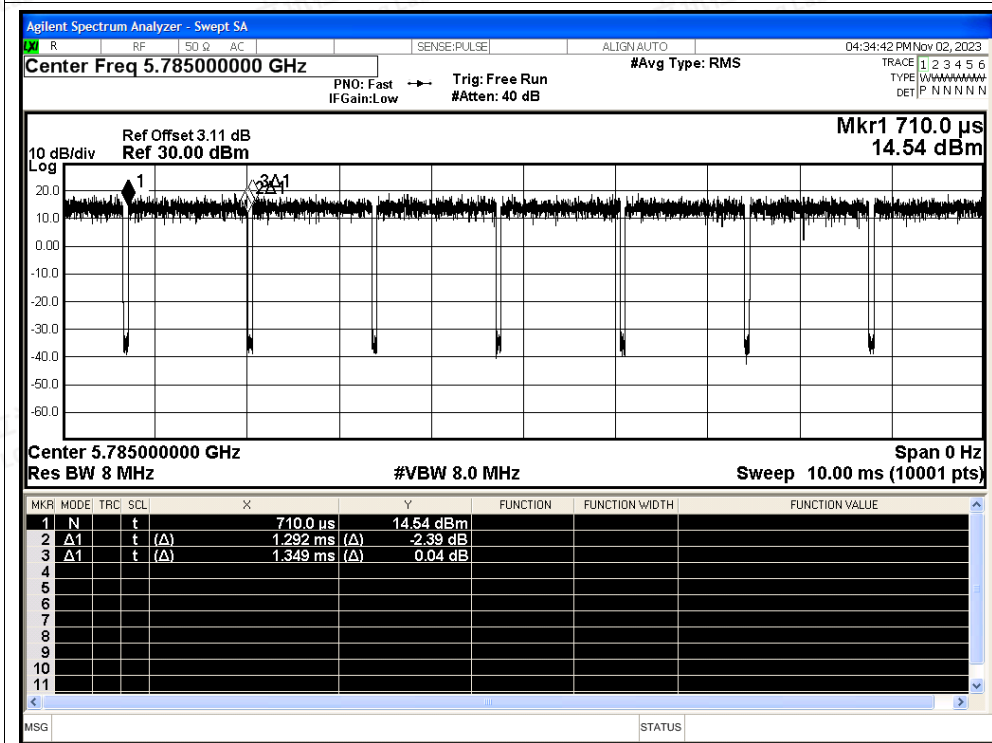 Agilent Spectrum Analyzer - Swept SA
LXI R RF 50 Ω AC SENSE:PULSE ALIGN AUTO 04:34:42 PM Nov 02, 2023
Center Freq 5.785000000 GHz #Avg Type: RMS TRACE 1 2 3 4 5 6
PNO: Fast Trig: Free Run TYPE W
IFGain:Low #Atten: 40 dB DET P N N N N N
Mkr1 710.0 µs
Ref Offset 3.11 dB
10 dB/div Ref 30.00 dBm 14.54 dBm
Log
1 2Δ1 3Δ1
20.0
10.0
0.00
-10.0
-20.0
-30.0
-40.0
-50.0
-60.0
Center 5.785000000 GHz Span 0 Hz
Res BW 8 MHz #VBW 8.0 MHz Sweep 10.00 ms (10001 pts)
MKR MODE TRC SCL X Y FUNCTION FUNCTION WIDTH FUNCTION VALUE
1 N t 710.0 µs 14.54 dBm
2 Δ1 t (Δ) 1.292 ms (Δ) -2.39 dB
3 Δ1 t (Δ) 1.349 ms (Δ) 0.04 dB
4
5
6
7
8
9
10
11
MSG STATUS